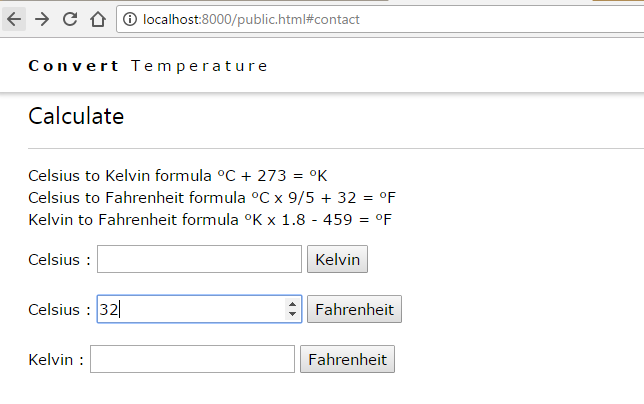 localhost:8000/public.html#contact
Convert Temperature
Calculate
Celsius to Kelvin formula ºC + 273 = ºK
Celsius to Fahrenheit formula ºC x 9/5 + 32 = ºF
Kelvin to Fahrenheit formula ºK x 1.8 - 459 = ºF
Celsius : Kelvin
Celsius : 32 Fahrenheit
Kelvin : Fahrenheit